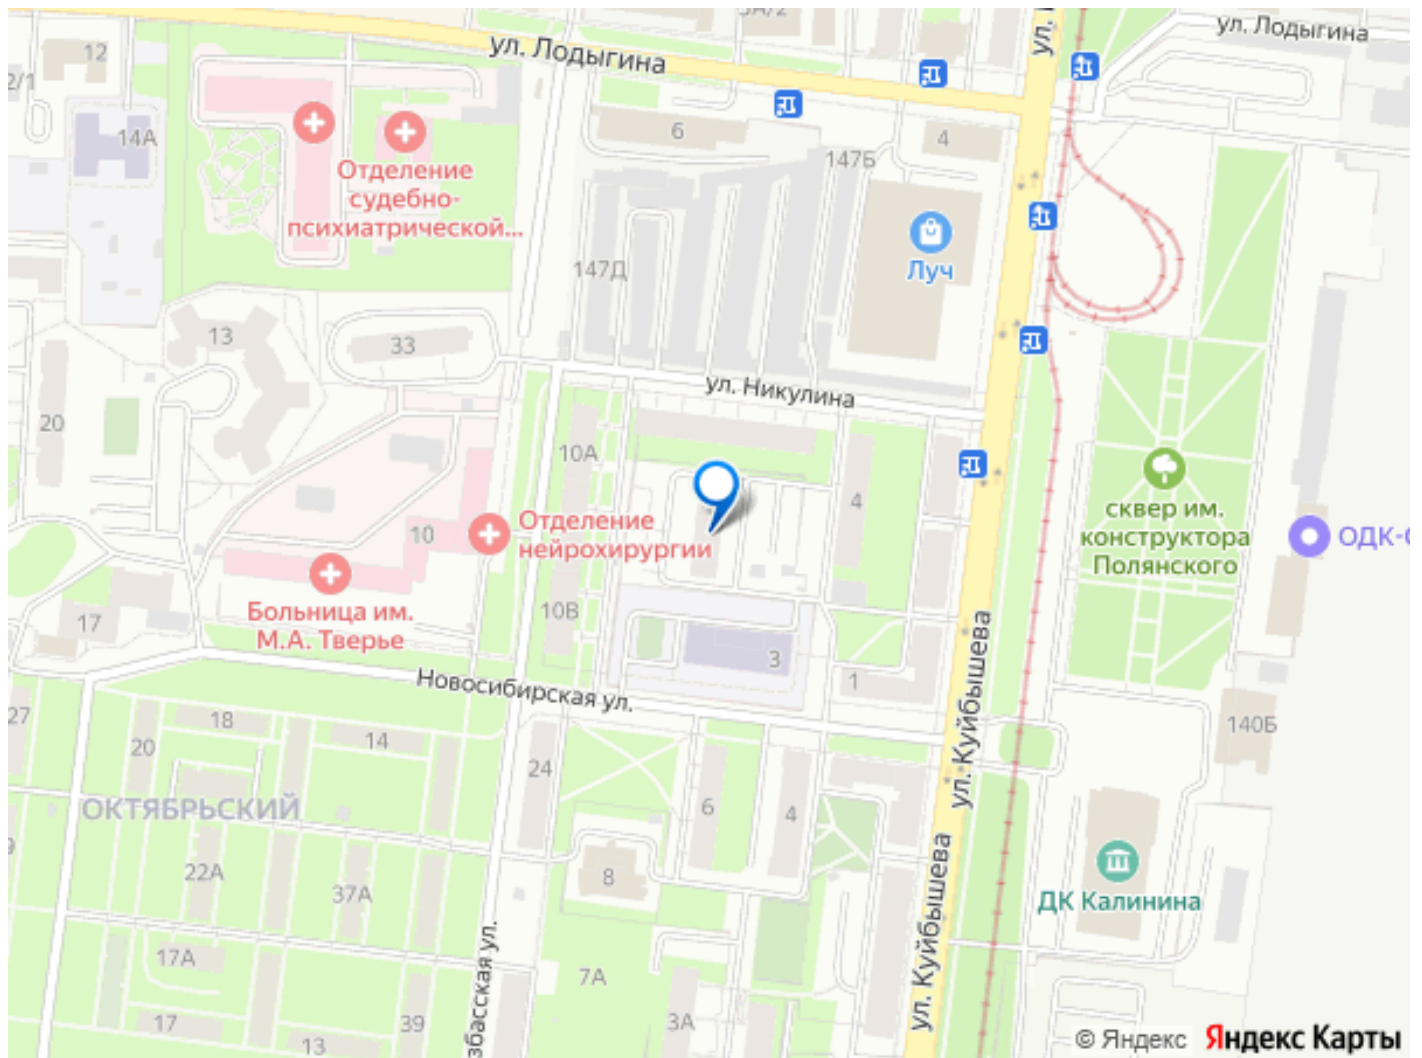 12
ул. Лодыгина
ул. Лодыгина
14А
6
4
147Б
Отделение
судебно-
психиатрической...
Луч
147Д
13
33
ул. Никулина
20
10А
4
сквер им.
конструктора
Полянского
10
Отделение
нейрохирургии
ОДК-С
Больница им.
М.А. Тверье
10В
17
3
1
Новосибирская ул.
ул. Куйбышева
27
18
14
20
24
140Б
ОКТЯБРЬСКИЙ
6
4
22А
37А
8
ДК Калинина
ул. Куйбышева
17А
7А
збасская ул.
17
39
13
3А
© Яндекс Яндекс Карты